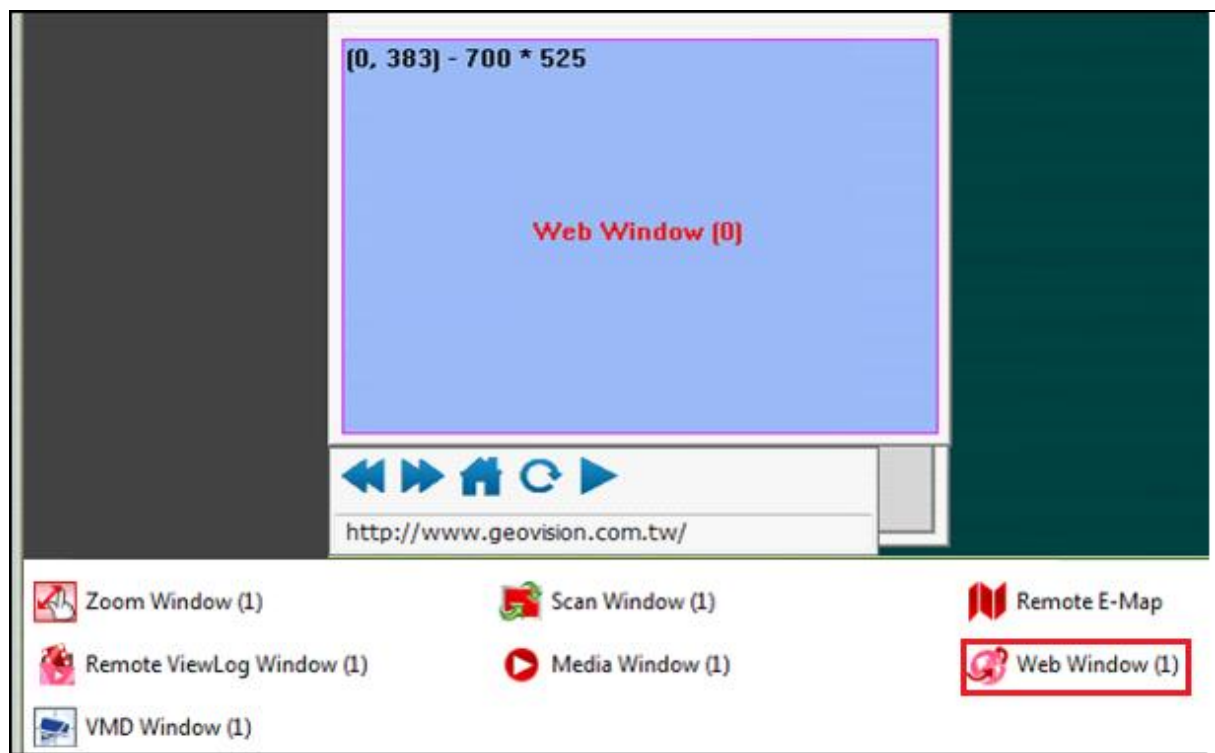 (0, 383) - 700 * 525
Web Window (0)
http://www.geovision.com.tw/
Zoom Window (1)
Scan Window (1)
Remote E-Map
Remote ViewLog Window (1)
Media Window (1)
Web Window (1)
VMD Window (1)